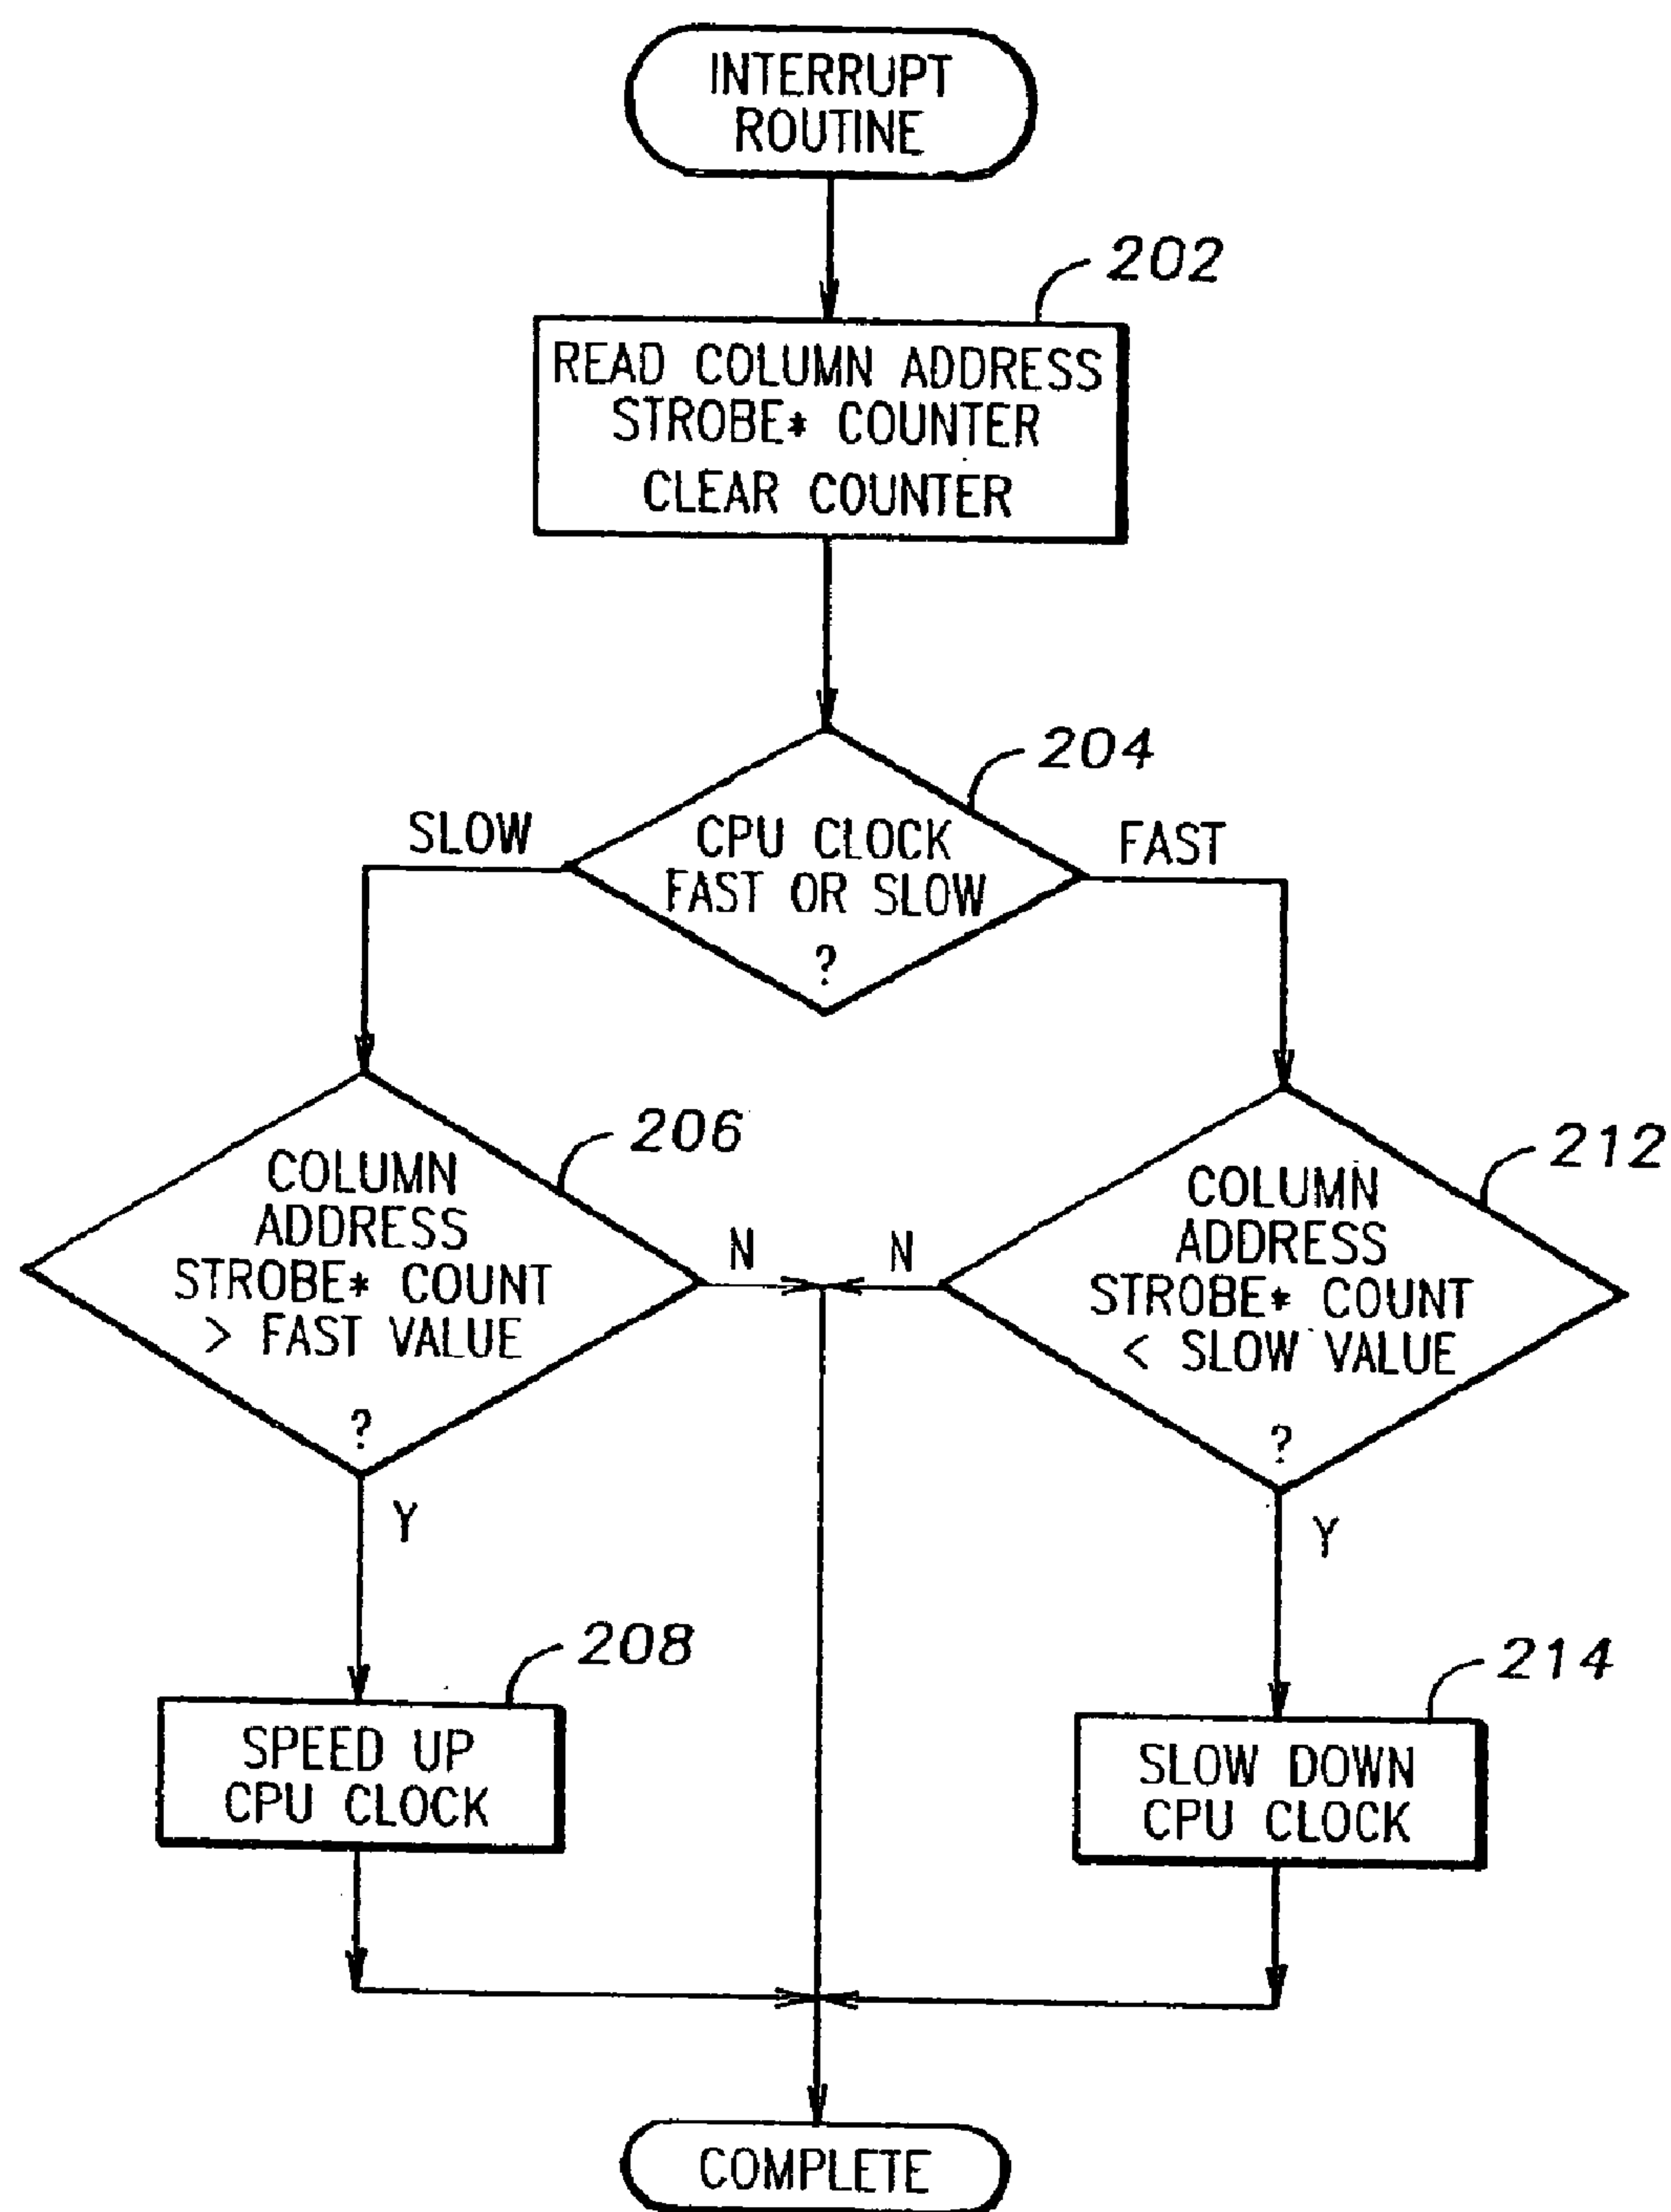 INTERRUPT
ROUTINE
202
READ COLUMN ADDRESS
STROBE* COUNTER
CLEAR COUNTER
204
SLOW
CPU CLOCK
FAST OR SLOW
?
FAST
206
COLUMN
ADDRESS
STROBE* COUNT
> FAST VALUE
?
N
N
212
COLUMN
ADDRESS
STROBE* COUNT
< SLOW VALUE
?
Y
Y
208
SPEED UP
CPU CLOCK
214
SLOW DOWN
CPU CLOCK
COMPLETE